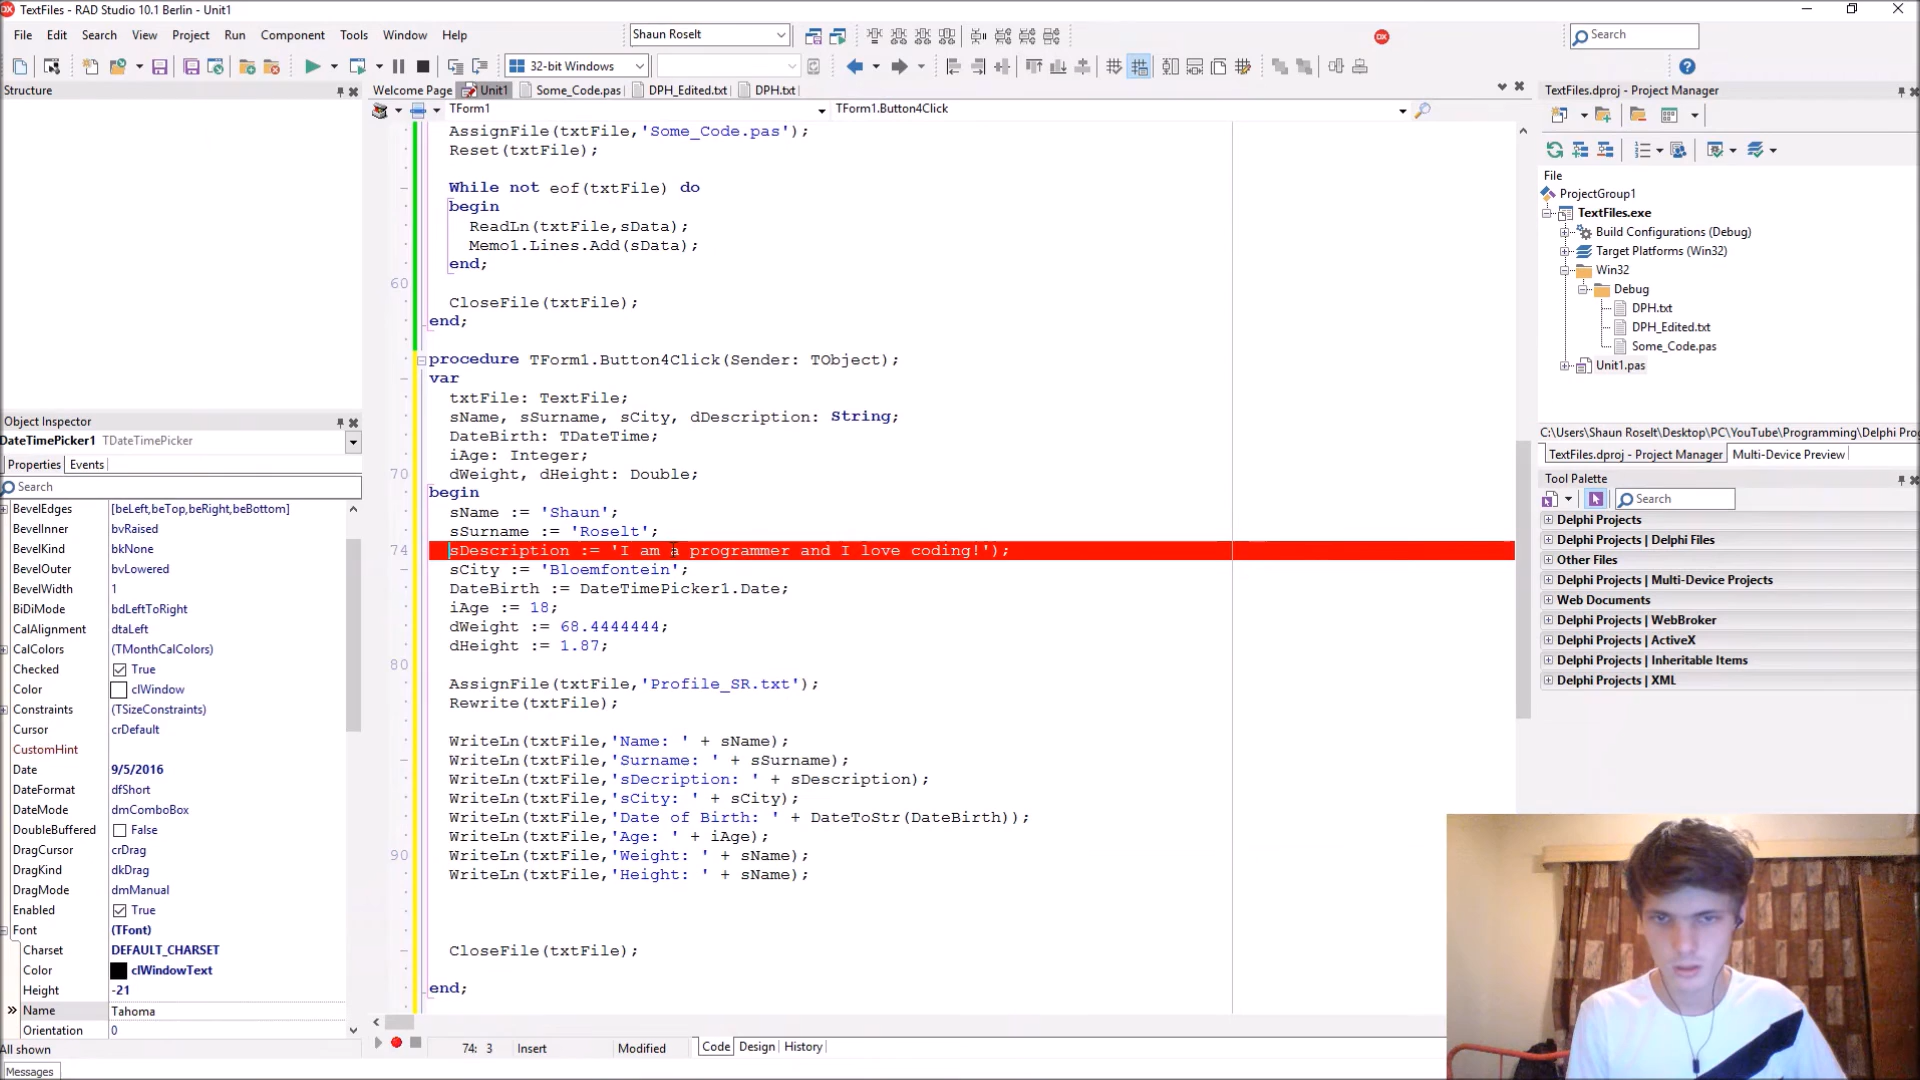 TextFiles - RAD Studio 10.1 Berlin - Unit1
File Edit Search View Project Run Component Tools Window Help
Shaun Roselt
Search
32-bit Windows
Structure
Welcome Page Unit1 Some_Code.pas DPH_Edited.txt DPH.txt
TForm1 TForm1.Button4Click
AssignFile(txtFile,'Some_Code.pas');
Reset(txtFile);
While not eof(txtFile) do
begin
ReadLn(txtFile,sData);
Memo1.Lines.Add(sData);
end;
60
CloseFile(txtFile);
end;
procedure TForm1.Button4Click(Sender: TObject);
var
txtFile: TextFile;
sName, sSurname, sCity, dDescription: String;
DateBirth: TDateTime;
iAge: Integer;
70 dWeight, dHeight: Double;
begin
sName := 'Shaun';
sSurname := 'Roselt';
74 sDescription := 'I am a programmer and I love coding!');
sCity := 'Bloemfontein';
DateBirth := DateTimePicker1.Date;
iAge := 18;
dWeight := 68.4444444;
dHeight := 1.87;
80
AssignFile(txtFile,'Profile_SR.txt');
Rewrite(txtFile);
WriteLn(txtFile,'Name: ' + sName);
WriteLn(txtFile,'Surname: ' + sSurname);
WriteLn(txtFile,'sDecription: ' + sDescription);
WriteLn(txtFile,'sCity: ' + sCity);
WriteLn(txtFile,'Date of Birth: ' + DateToStr(DateBirth));
WriteLn(txtFile,'Age: ' + iAge);
90 WriteLn(txtFile,'Weight: ' + sName);
WriteLn(txtFile,'Height: ' + sName);
CloseFile(txtFile);
end;
74: 3 Insert Modified Code Design History
Object Inspector
DateTimePicker1 TDateTimePicker
Properties Events
Search
BevelEdges [beLeft,beTop,beRight,beBottom]
BevelInner bvRaised
BevelKind bkNone
BevelOuter bvLowered
BevelWidth 1
BiDiMode bdLeftToRight
CalAlignment dtaLeft
CalColors (TMonthCalColors)
Checked True
Color clWindow
Constraints (TSizeConstraints)
Cursor crDefault
CustomHint
Date 9/5/2016
DateFormat dfShort
DateMode dmComboBox
DoubleBuffered False
DragCursor crDrag
DragKind dkDrag
DragMode dmManual
Enabled True
Font (TFont)
Charset DEFAULT_CHARSET
Color clWindowText
Height -21
Name Tahoma
Orientation 0
All shown
Messages
TextFiles.dproj - Project Manager
File
ProjectGroup1
TextFiles.exe
Build Configurations (Debug)
Target Platforms (Win32)
Win32
Debug
DPH.txt
DPH_Edited.txt
Some_Code.pas
Unit1.pas
C:\Users\Shaun Roselt\Desktop\PC\YouTube\Programming\Delphi Pro
TextFiles.dproj - Project Manager Multi-Device Preview
Tool Palette
Search
Delphi Projects
Delphi Projects | Delphi Files
Other Files
Delphi Projects | Multi-Device Projects
Web Documents
Delphi Projects | WebBroker
Delphi Projects | ActiveX
Delphi Projects | Inheritable Items
Delphi Projects | XML